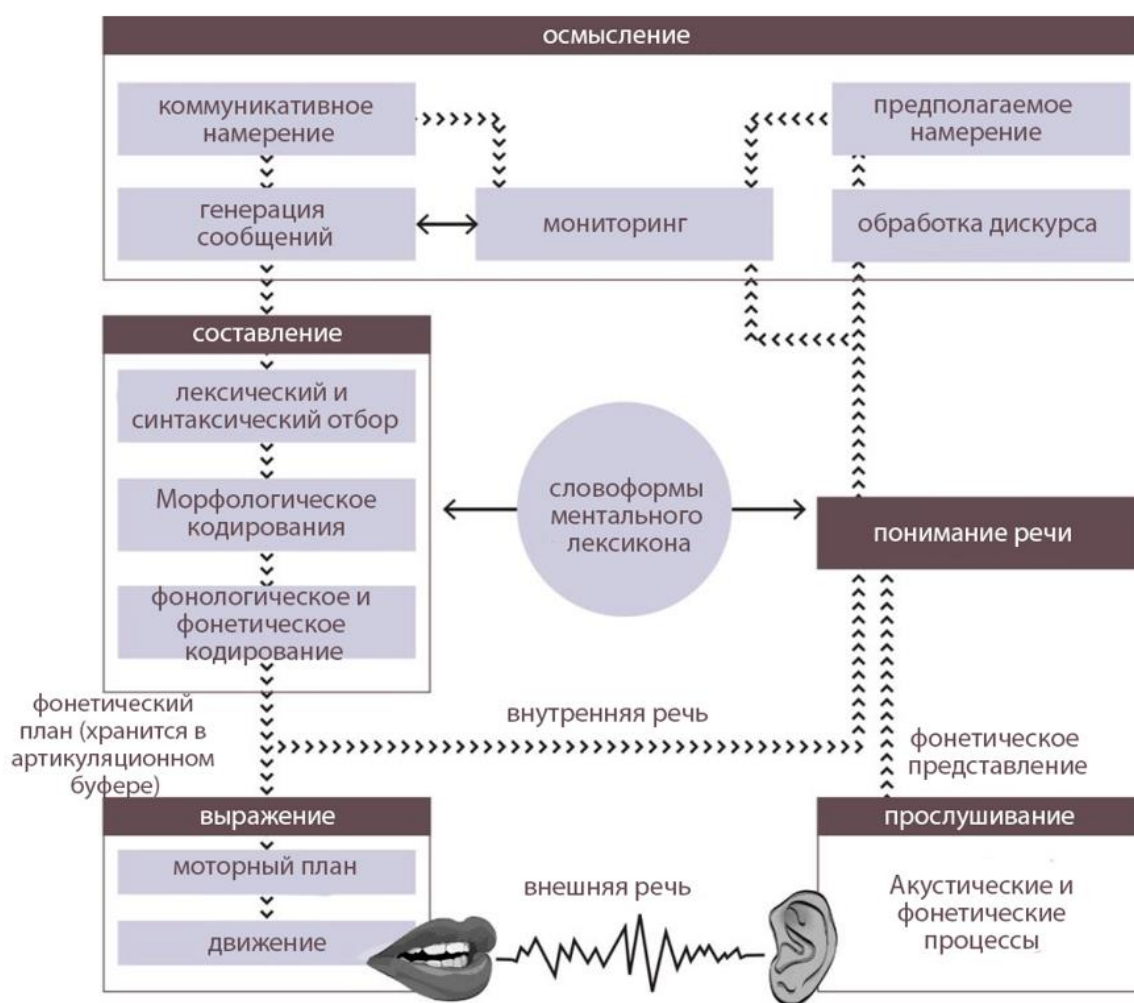 осмысление
коммуникативное
намерение
предполагаемое
намерение
генерация
сообщений
мониторинг
обработка дискурса
составление
лексический и
синтаксический отбор
Морфологическое
кодирования
фонологическое и
фонетическое
кодирование
словоформы
ментального
лексикона
понимание речи
фонетический
план (хранится в
артикуляционном
буфере)
внутренняя речь
фонетическое
представление
выражение
моторный план
движение
внешняя речь
прослушивание
Акустические и
фонетические
процессы